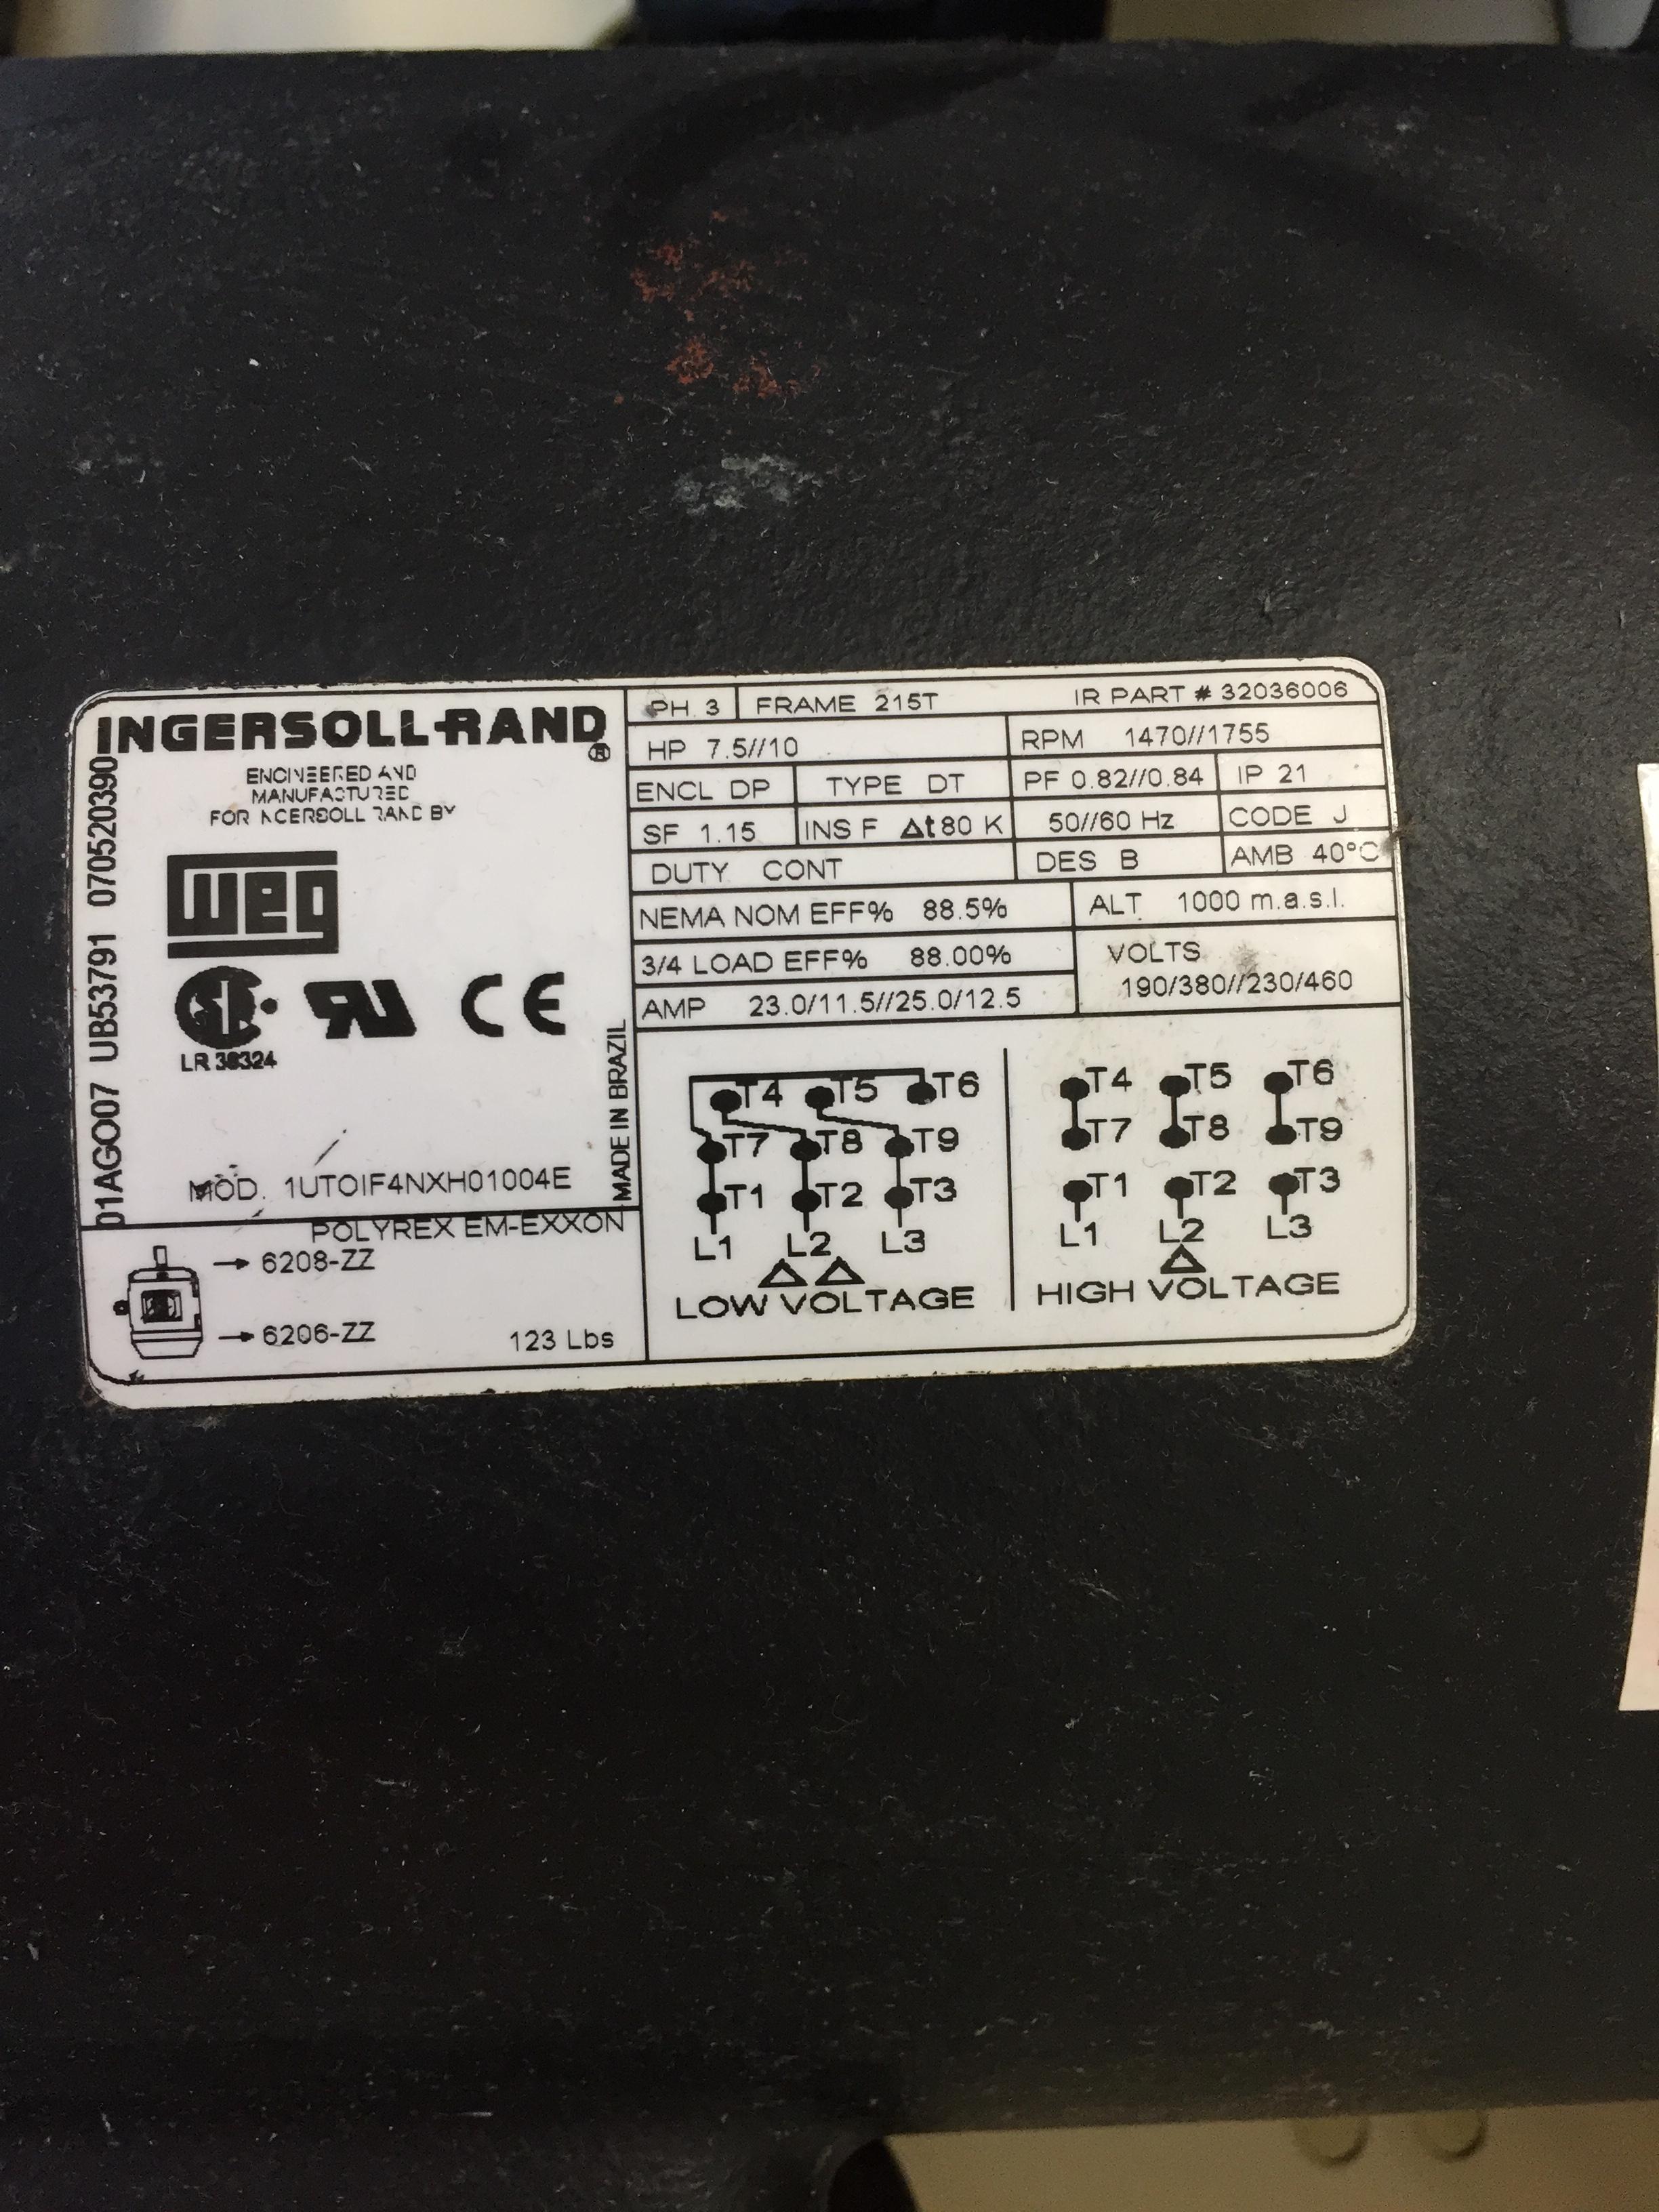 INGERSOLL-RAND®
ENGINEERED AND
MANUFACTURED
FOR INGERSOLL RAND BY
weg
LR 38324
01AGO07 UB53791 0705203990
MADE IN BRAZIL
MOD. 1UTOIF4NXH01004E
POLYREX EM-EXXON
→ 6208-ZZ
→ 6206-ZZ
123 Lbs
PH 3 FRAME 215T IR PART # 32036006
HP 7.5//10 RPM 1470//1755
ENCL DP TYPE DT PF 0.82//0.84 IP 21
SF 1.15 INS F Δt 80 K 50//60 Hz CODE J
DUTY CONT DES B AMB 40°C
NEMA NOM EFF% 88.5% ALT 1000 m.a.s.l.
3/4 LOAD EFF% 88.00% VOLTS
190/380//230/460
AMP 23.0/11.5//25.0/12.5
T4 T5 T6
T7 T8 T9
T1 T2 T3
L1 L2 L3
ΔΔ
LOW VOLTAGE
T4 T5 T6
T7 T8 T9
T1 T2 T3
L1 L2 L3
Δ
HIGH VOLTAGE